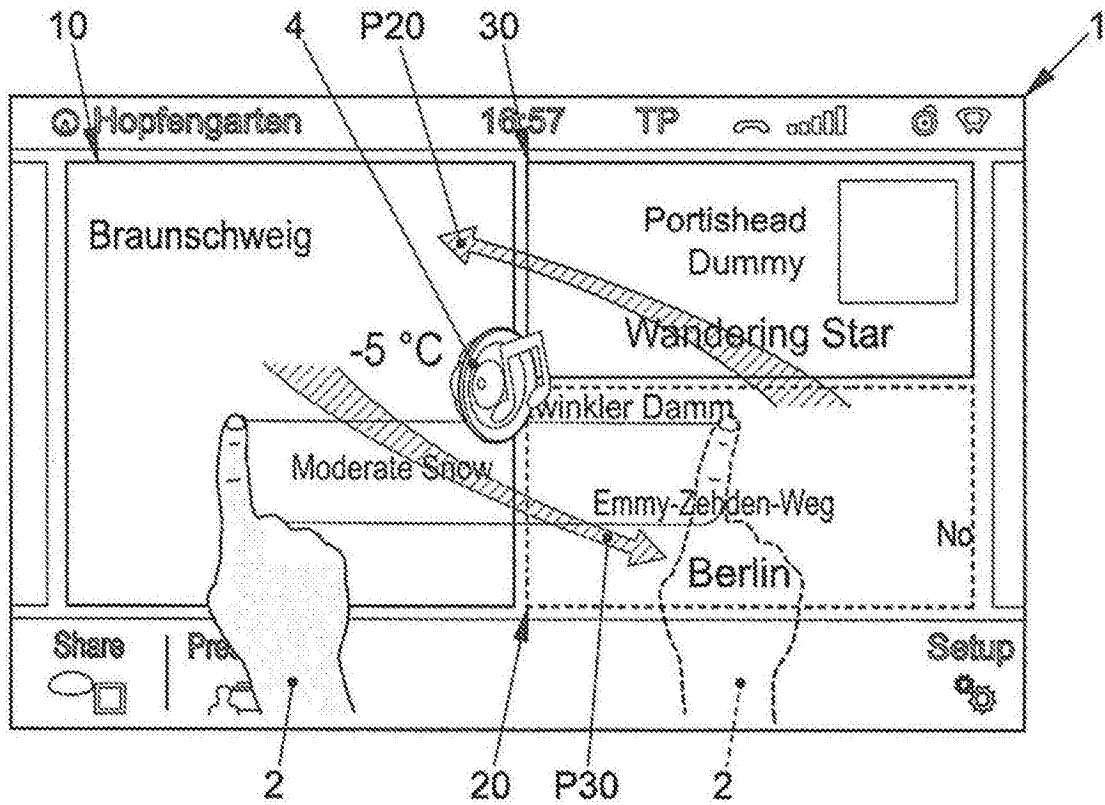 10 4 P20 30 1
Hopfengarten 16:57 TP
Braunschweig
Portishead
Dummy
Wandering Star
-5 °C
winkler Damm
Moderate Snow
Emmy-Zehden-Weg
No
Berlin
Share Setup
2 20 P30 2